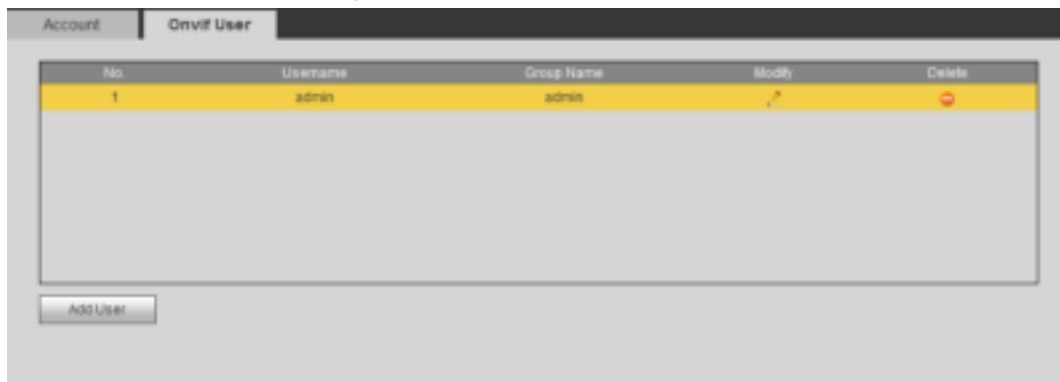 Account Onvif User
No. Username Group Name Modify Delete
1 admin admin
Add User